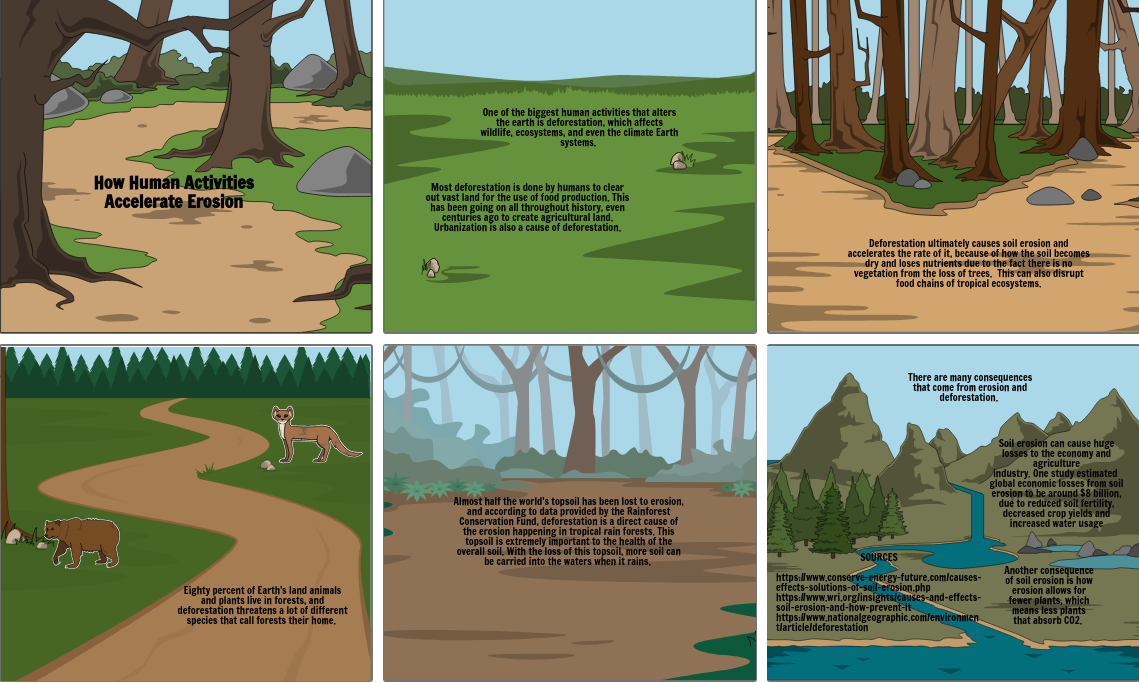 How Human Activities
Accelerate Erosion
One of the biggest human activities that alters
the earth is deforestation, which affects
wildlife, ecosystems, and even the climate Earth
systems.
Most deforestation is done by humans to clear
out vast land for the use of food production. This
has been going on all throughout history, even
centuries ago to create agricultural land.
Urbanization is also a cause of deforestation.
Deforestation ultimately causes soil erosion and
accelerates the rate of it, because of how the soil becomes
dry and loses nutrients due to the fact there is no
vegetation from the loss of trees. This can also disrupt
food chains of tropical ecosystems.
Eighty percent of Earth's land animals
and plants live in forests, and
deforestation threatens a lot of different
species that call forests their home.
Almost half the world's topsoil has been lost to erosion,
and according to data provided by the Rainforest
Conservation Fund, deforestation is a direct cause of
the erosion happening in tropical rain forests. This
topsoil is extremely important to the health of the
overall soil. With the loss of this topsoil, more soil can
be carried into the waters when it rains.
There are many consequences
that come from erosion and
deforestation.
Soil erosion can cause huge
losses to the economy and
agriculture
industry. One study estimated
global economic losses from soil
erosion to be around $8 billion,
due to reduced soil fertility,
decreased crop yields and
increased water usage
SOURCES
https://www.conserve-energy-future.com/causes-
effects-solutions-of-soil-erosion.php
https://www.wri.org/insights/causes-and-effects-
soil-erosion-and-how-prevent-it
https://www.nationalgeographic.com/environmen
t/article/deforestation
Another consequence
of soil erosion is how
erosion allows for
fewer plants, which
means less plants
that absorb CO2.